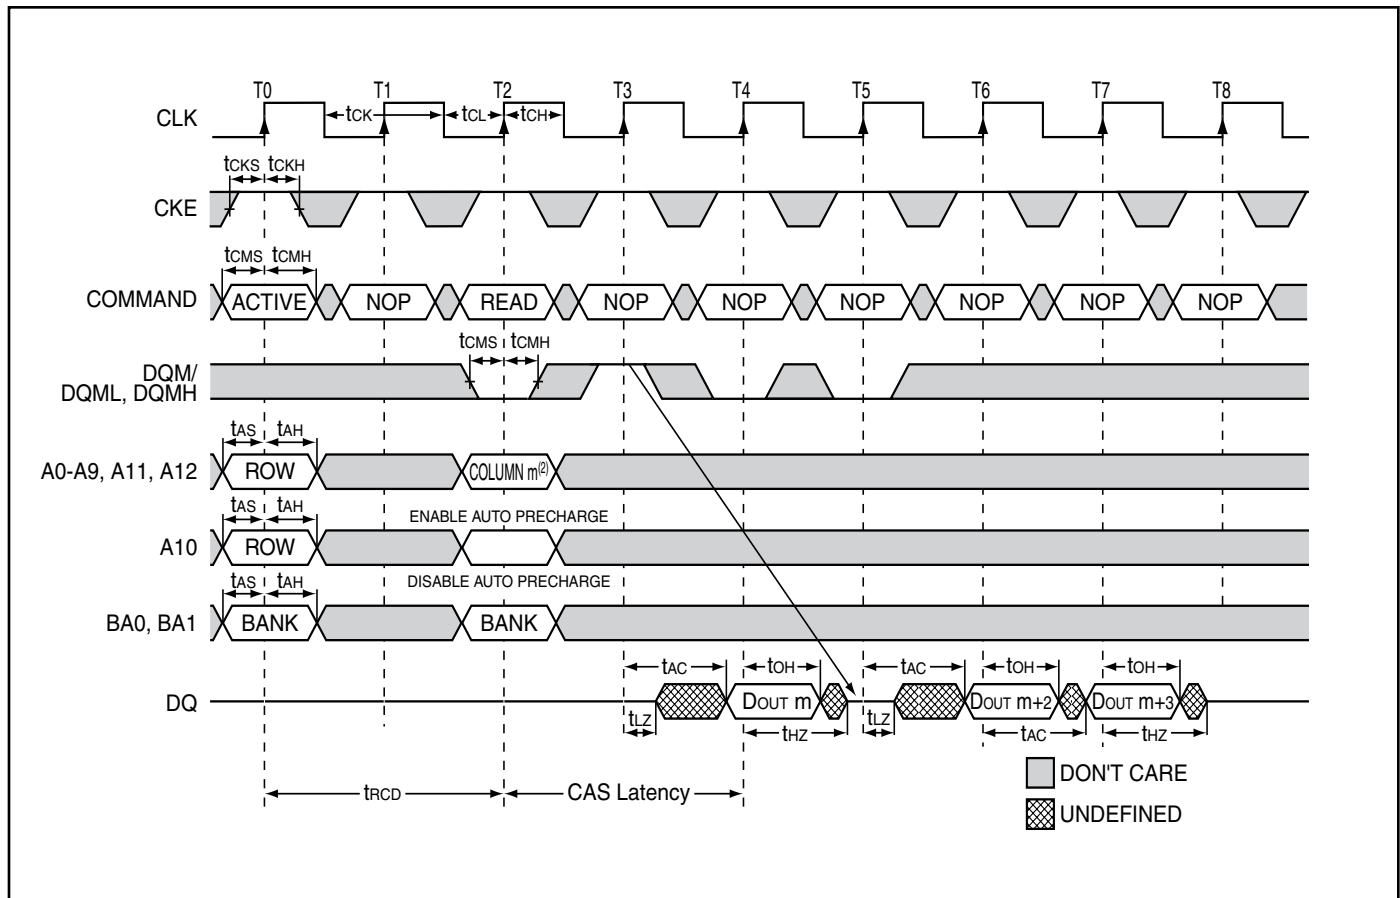 T0 T1 T2 T3 T4 T5 T6 T7 T8
CLK tCK tCL tCH
tCKS tCKH
CKE
tCMS tCMH
COMMAND ACTIVE NOP READ NOP NOP NOP NOP NOP NOP
tCMS tCMH
DQM/
DQML, DQMH
tAS tAH
A0-A9, A11, A12 ROW COLUMN m(2)
tAS tAH ENABLE AUTO PRECHARGE
A10 ROW
tAS tAH DISABLE AUTO PRECHARGE
BA0, BA1 BANK BANK
tAC tOH tAC tOH tOH
DQ DOUT m DOUT m+2 DOUT m+3
tLZ tHZ tLZ tAC tHZ
DON'T CARE
tRCD CAS Latency
UNDEFINED